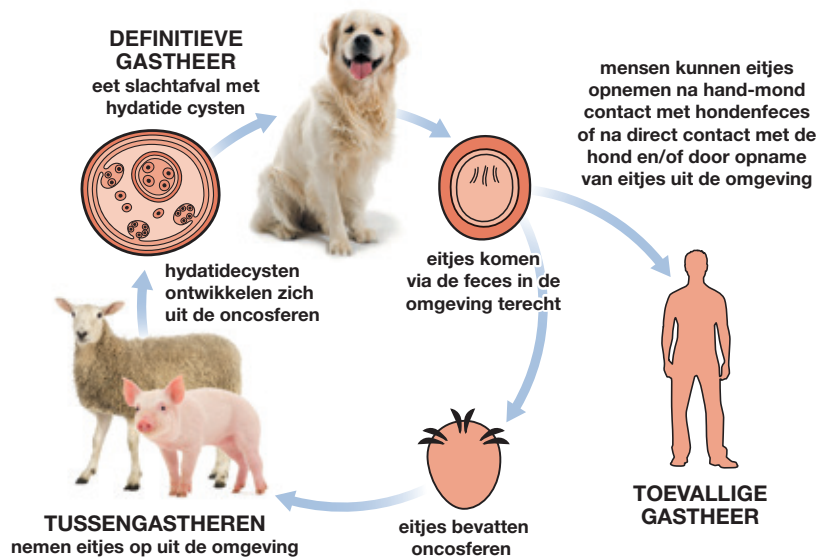 DEFINITIEVE
GASTHEER
eet slachtafval met
hydatide cysten
mensen kunnen eitjes
opnemen na hand-mond
contact met hondenfeces
of na direct contact met de
hond en/of door opname
van eitjes uit de omgeving
eitjes komen
via de feces in de
omgeving terecht
hydatidecysten
ontwikkelen zich
uit de oncosferen
TUSSENGASTHEREN
nemen eitjes op uit de omgeving
eitjes bevatten
oncosferen
TOEVALLIGE
GASTHEER